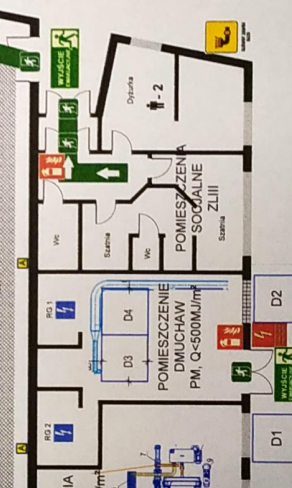 WYJŚCIE
EWAKUACYJNE
Dyżurka
- 2
POMIESZCZENIA
SOCJALNE
ZLIII
Wc
Szatnia
Wc
Szatnia
RG 1
D4
D3
POMIESZCZENIE
DMUCHAW
PM, Q<500MJ/m²
D2
WYJŚCIE
RG 2
D1